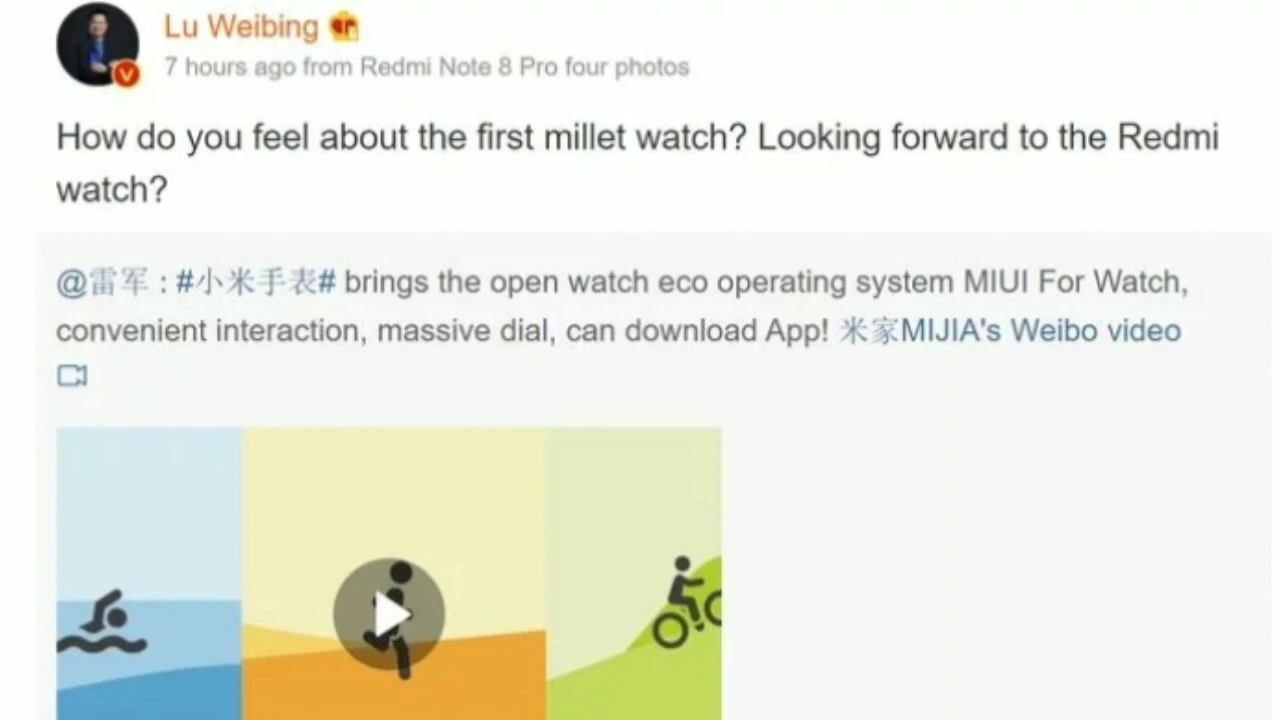 Lu Weibing
7 hours ago from Redmi Note 8 Pro four photos
How do you feel about the first millet watch? Looking forward to the Redmi
watch?
@雷军 : #小米手表# brings the open watch eco operating system MIUI For Watch,
convenient interaction, massive dial, can download App! 米家MIJIA's Weibo video